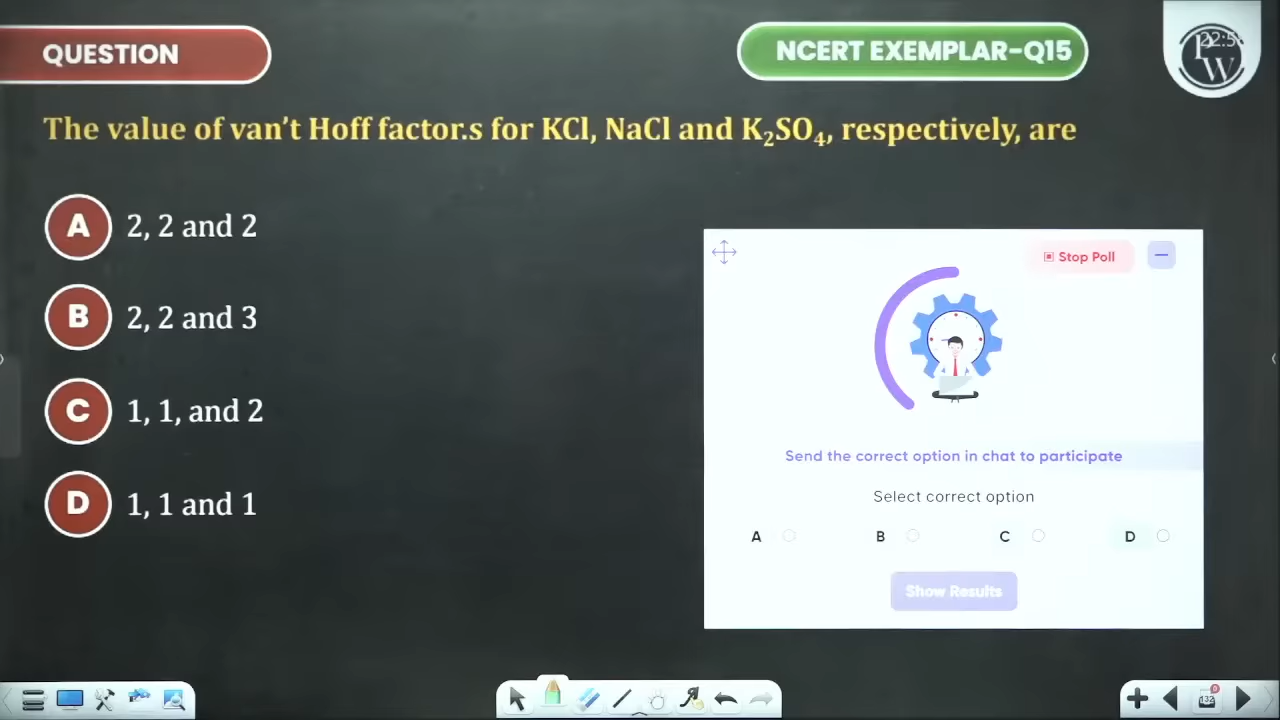 QUESTION
NCERT EXEMPLAR-Q15
The value of van't Hoff factor.s for KCl, NaCl and K₂SO₄, respectively, are
A 2, 2 and 2
B 2, 2 and 3
C 1, 1, and 2
D 1, 1 and 1
Stop Poll
Send the correct option in chat to participate
Select correct option
A B C D
Show Results
PW
132